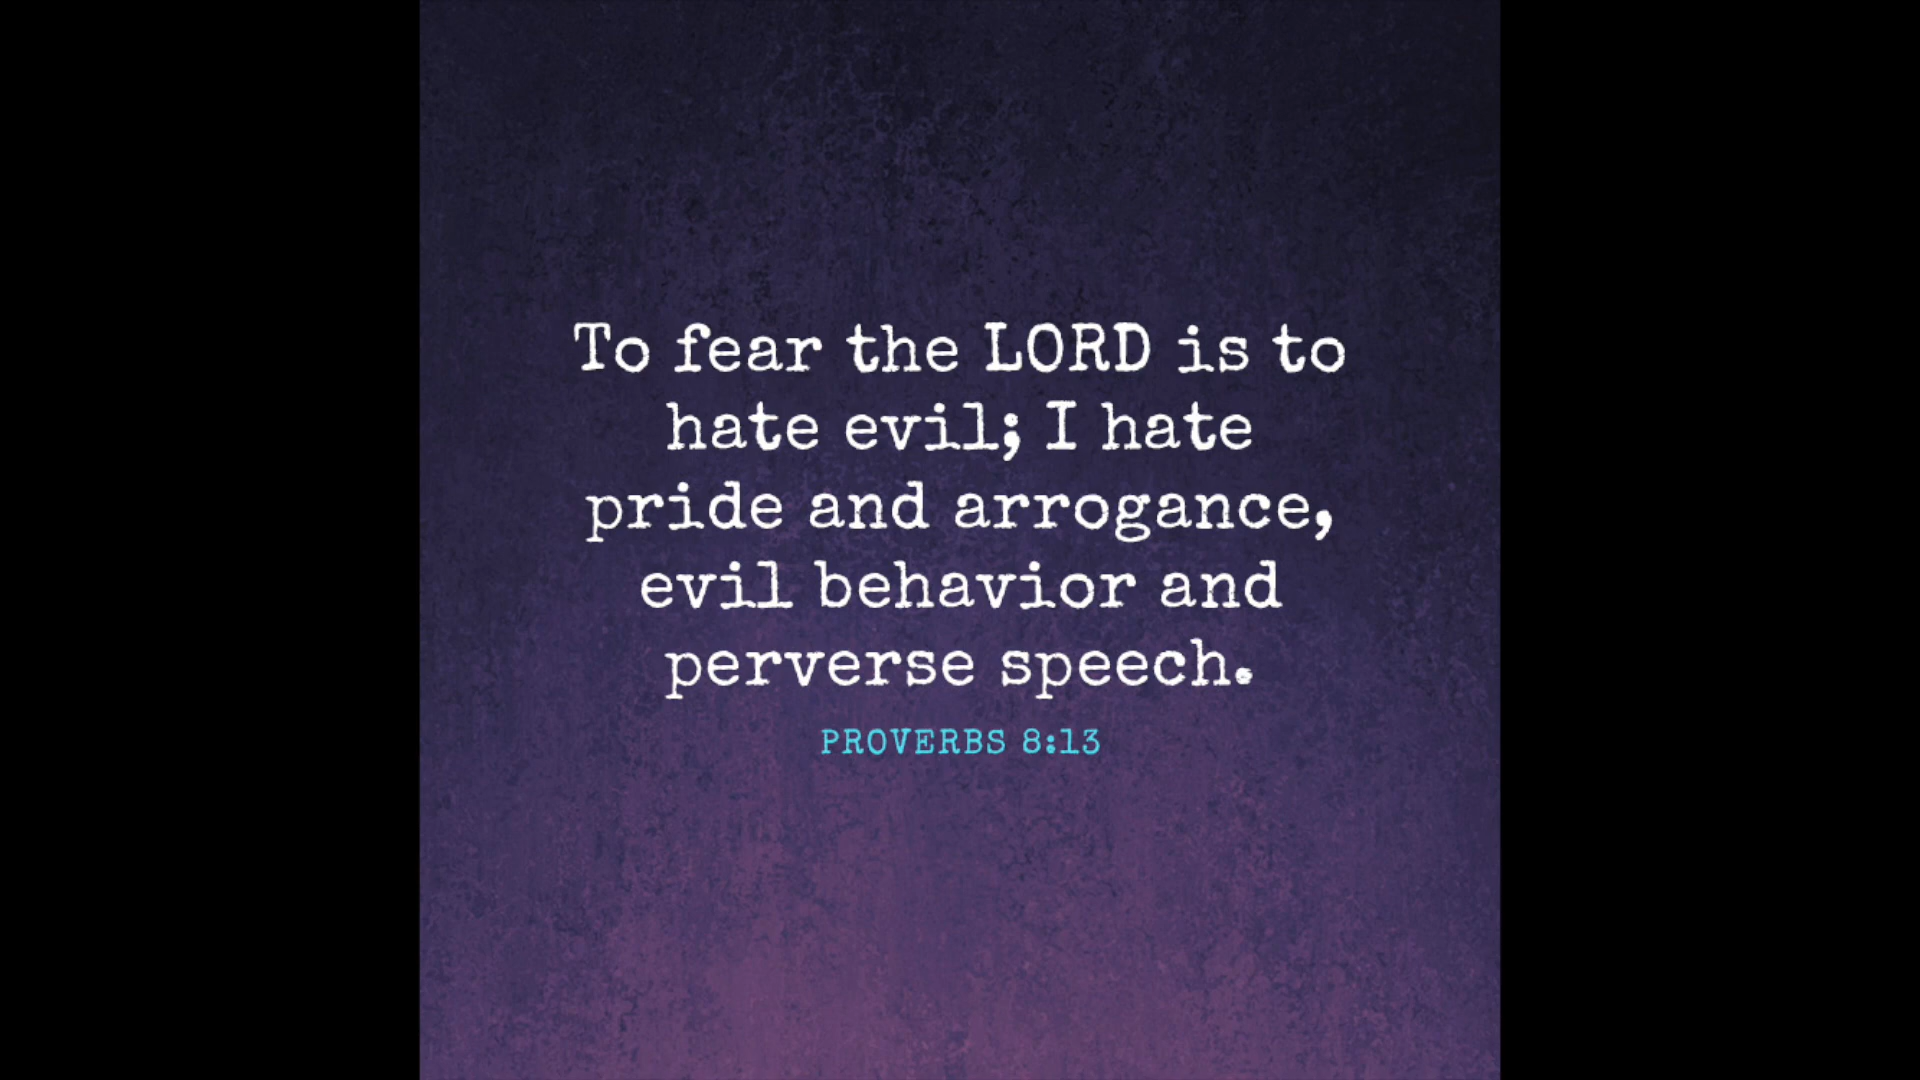 To fear the LORD is to
hate evil; I hate
pride and arrogance,
evil behavior and
perverse speech.
PROVERBS 8:13